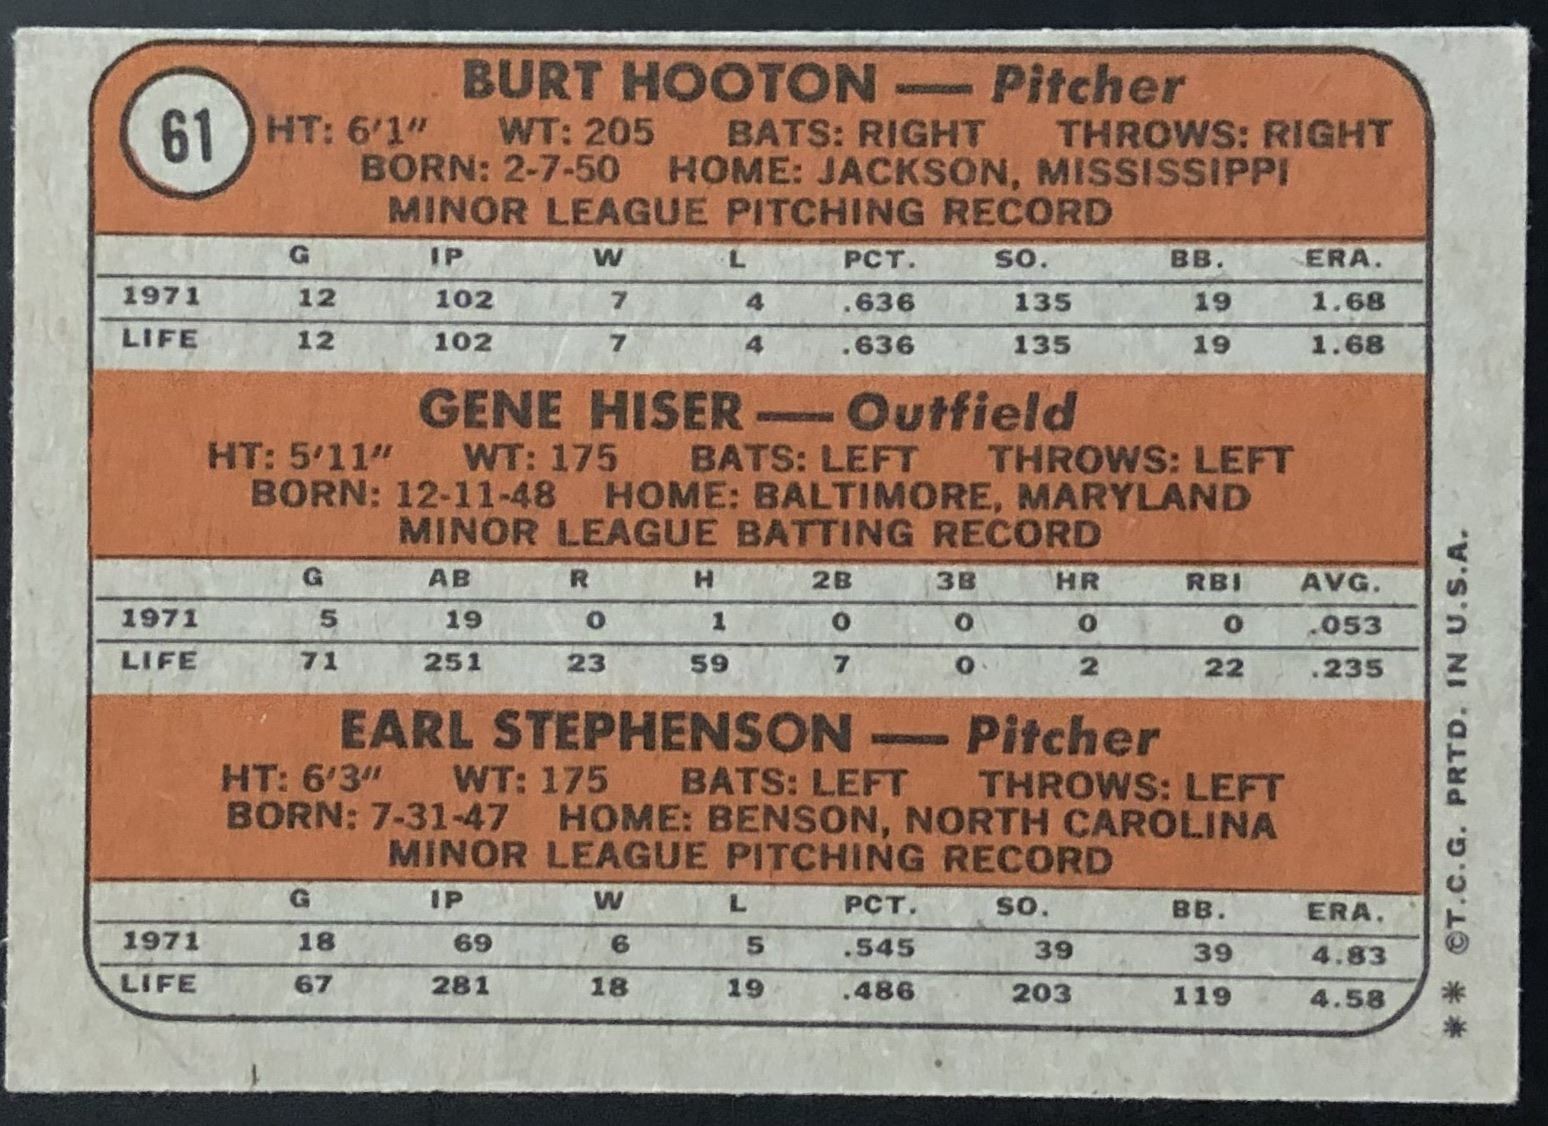 61
BURT HOOTON — Pitcher
HT: 6'1" WT: 205 BATS: RIGHT THROWS: RIGHT
BORN: 2-7-50 HOME: JACKSON, MISSISSIPPI
MINOR LEAGUE PITCHING RECORD
G IP W L PCT. SO. BB. ERA.
1971 12 102 7 4 .636 135 19 1.68
LIFE 12 102 7 4 .636 135 19 1.68
GENE HISER — Outfield
HT: 5'11" WT: 175 BATS: LEFT THROWS: LEFT
BORN: 12-11-48 HOME: BALTIMORE, MARYLAND
MINOR LEAGUE BATTING RECORD
G AB R H 2B 3B HR RBI AVG.
1971 5 19 0 1 0 0 0 0 .053
LIFE 71 251 23 59 7 0 2 22 .235
EARL STEPHENSON — Pitcher
HT: 6'3" WT: 175 BATS: LEFT THROWS: LEFT
BORN: 7-31-47 HOME: BENSON, NORTH CAROLINA
MINOR LEAGUE PITCHING RECORD
G IP W L PCT. SO. BB. ERA.
1971 18 69 6 5 .545 39 39 4.83
LIFE 67 281 18 19 .486 203 119 4.58
** ©T.C.G. PRTD. IN U.S.A.